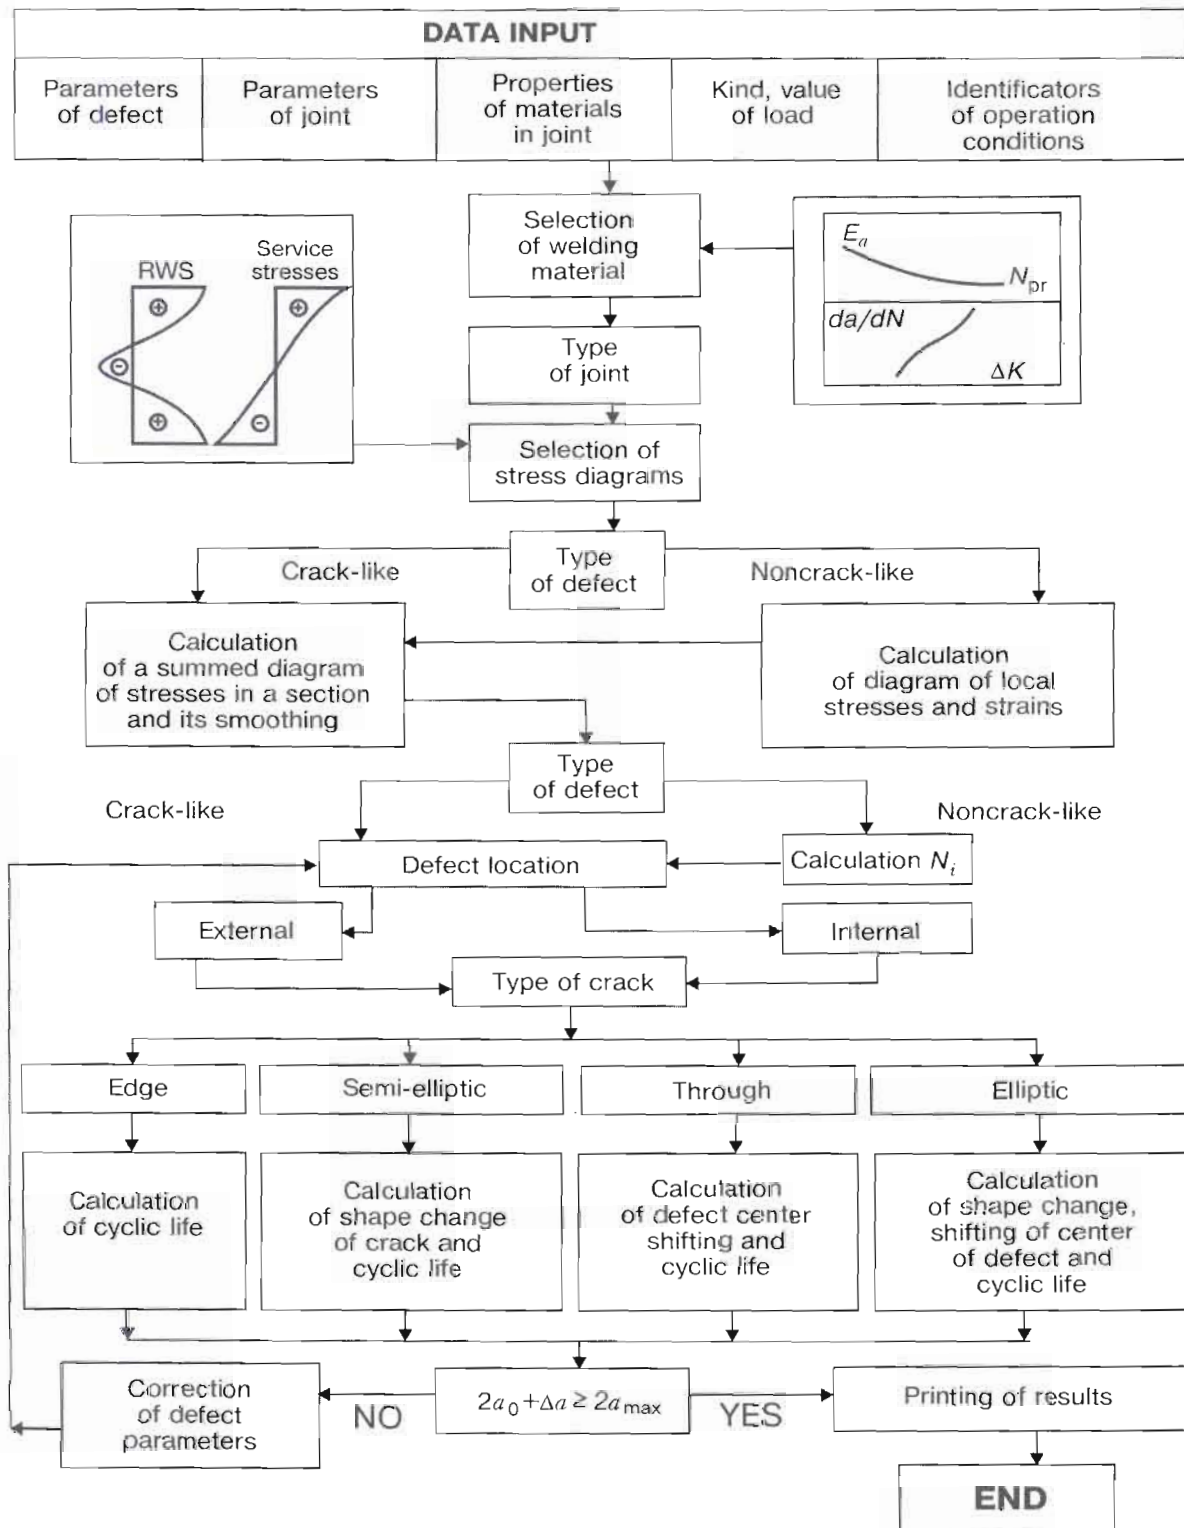 DATA INPUT
Parameters
of defect
Parameters
of joint
Properties
of materials
in joint
Kind, value
of load
Identificators
of operation
conditions
Selection
of welding
material
RWS
Service
stresses
⊕
⊕
⊖
⊕
⊖
E_a
N_pr
da/dN
ΔK
Type
of joint
Selection of
stress diagrams
Type
of defect
Crack-like
Noncrack-like
Calculation
of a summed diagram
of stresses in a section
and its smoothing
Calculation
of diagram of local
stresses and strains
Type
of defect
Crack-like
Noncrack-like
Defect location
Calculation N_i
External
Internal
Type of crack
Edge
Semi-elliptic
Through
Elliptic
Calculation
of cyclic life
Calculation
of shape change
of crack and
cyclic life
Calculation
of defect center
shifting and
cyclic life
Calculation
of shape change,
shifting of center
of defect and
cyclic life
Correction
of defect
parameters
NO
2a_0+Δa ≥ 2a_max
YES
Printing of results
END